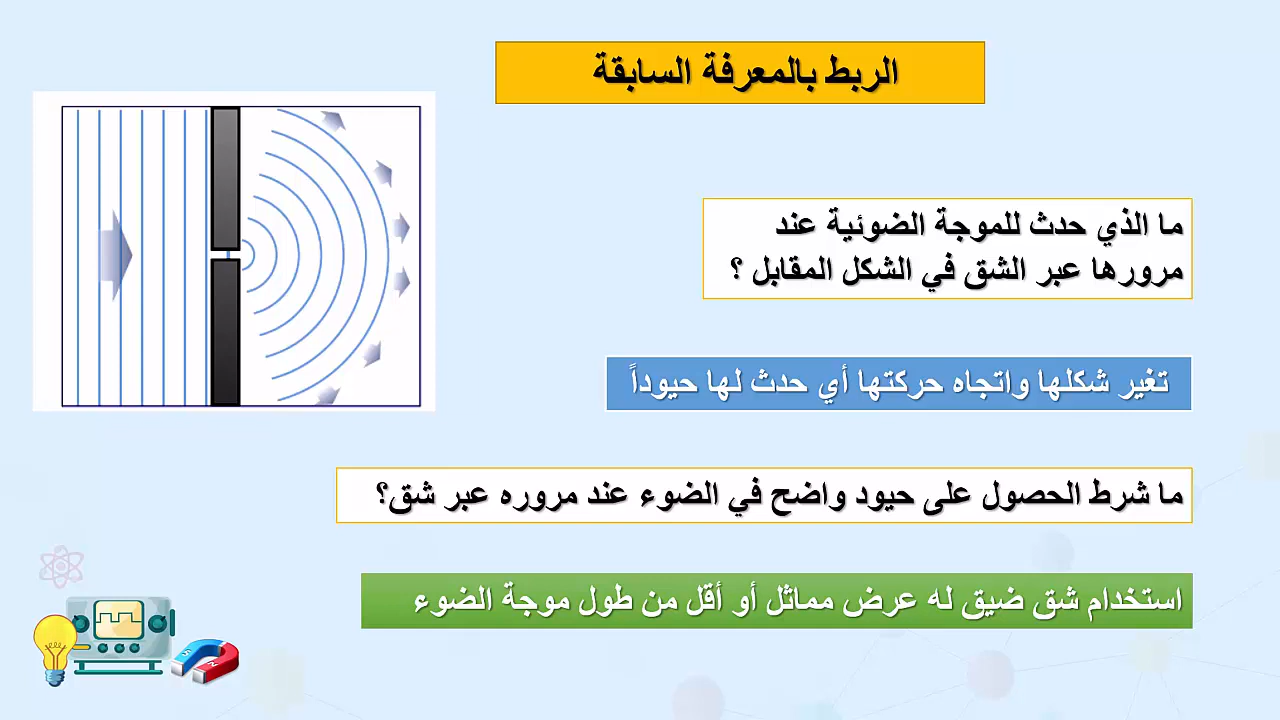 الربط بالمعرفة السابقة
ما الذي حدث للموجة الضوئية عند
مرورها عبر الشق في الشكل المقابل ؟
تغير شكلها واتجاه حركتها أي حدث لها حيوداً
ما شرط الحصول على حيود واضح في الضوء عند مروره عبر شق؟
استخدام شق ضيق له عرض مماثل أو أقل من طول موجة الضوء